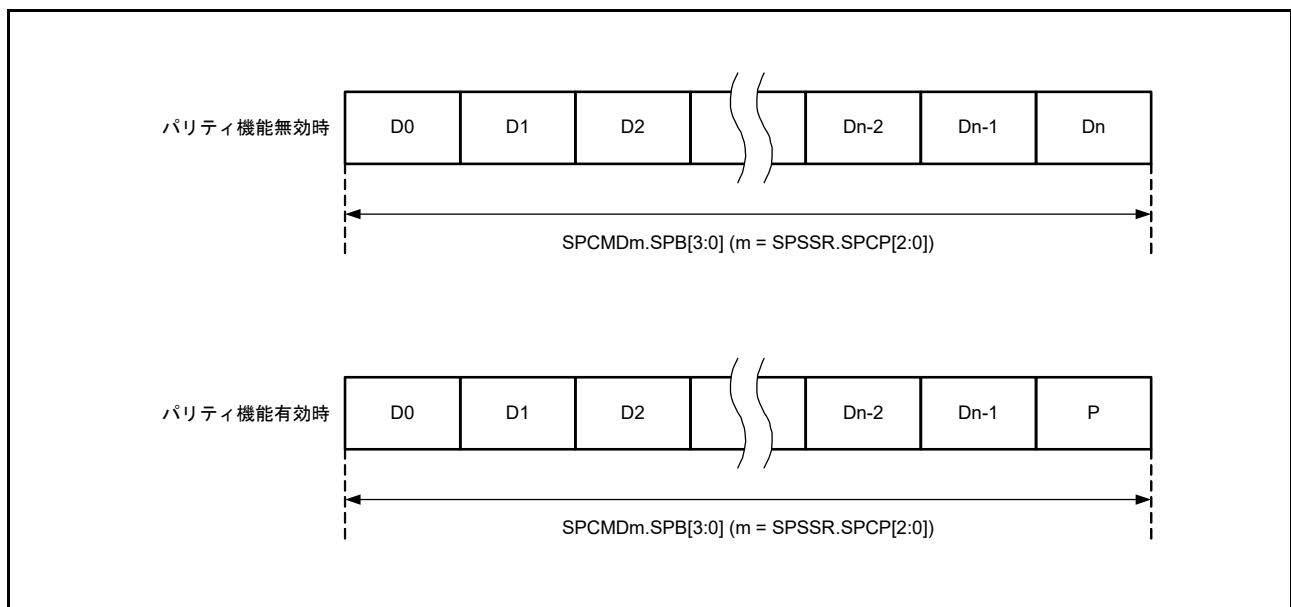 パリティ機能無効時 D0 D1 D2 Dn-2 Dn-1 Dn
SPCMDm.SPB[3:0] (m = SPSSR.SPCP[2:0])
パリティ機能有効時 D0 D1 D2 Dn-2 Dn-1 P
SPCMDm.SPB[3:0] (m = SPSSR.SPCP[2:0])